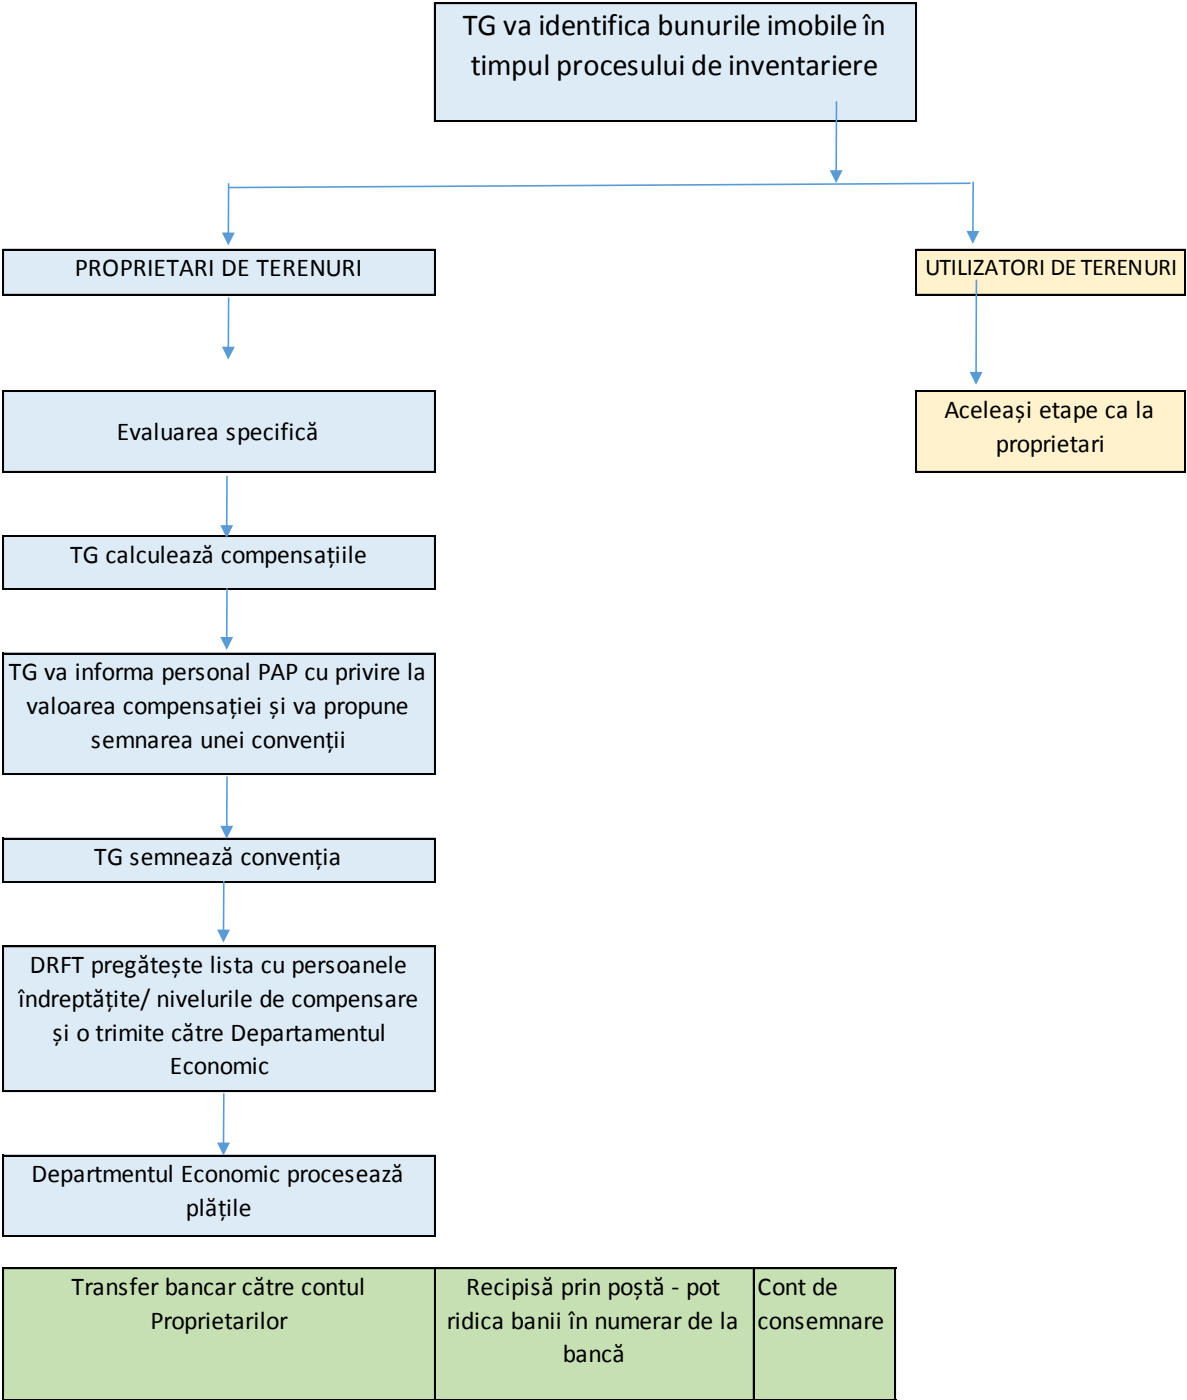 TG va identifica bunurile imobile în
timpul procesului de inventariere
PROPRIETARI DE TERENURI
UTILIZATORI DE TERENURI
Evaluarea specifică
Aceleași etape ca la
proprietari
TG calculează compensațiile
TG va informa personal PAP cu privire la
valoarea compensației și va propune
semnarea unei convenții
TG semnează convenția
DRFT pregătește lista cu persoanele
îndreptățite/ nivelurile de compensare
și o trimite către Departamentul
Economic
Departmentul Economic procesează
plățile
Transfer bancar către contul
Proprietarilor
Recipisă prin poștă - pot
ridica banii în numerar de la
bancă
Cont de
consemnare